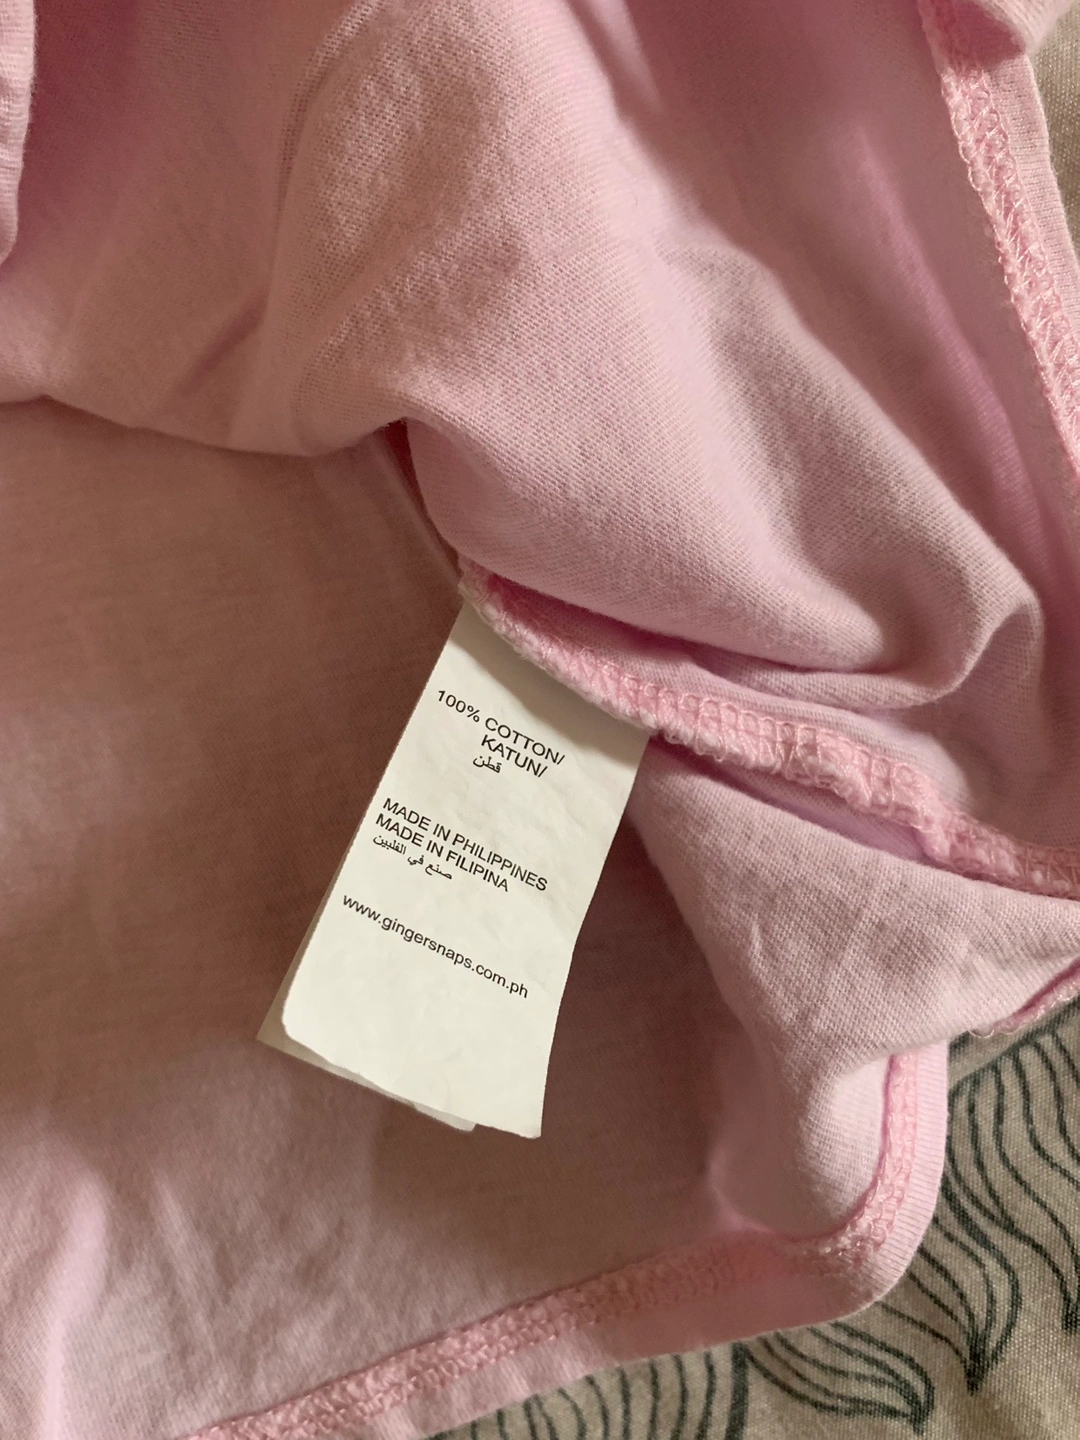 100% COTTON/
KATUN/
قطن
MADE IN PHILIPPINES
MADE IN FILIPINA
صنع في الفلبين
www.gingersnaps.com.ph